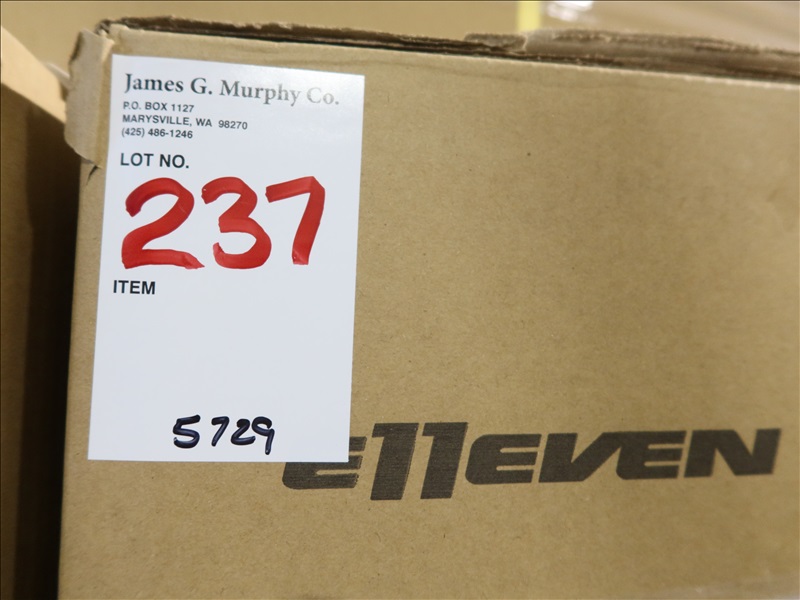 James G. Murphy Co.
P.O. BOX 1127
MARYSVILLE, WA 98270
(425) 486-1246
LOT NO.
237
ITEM
5729
e11eveN